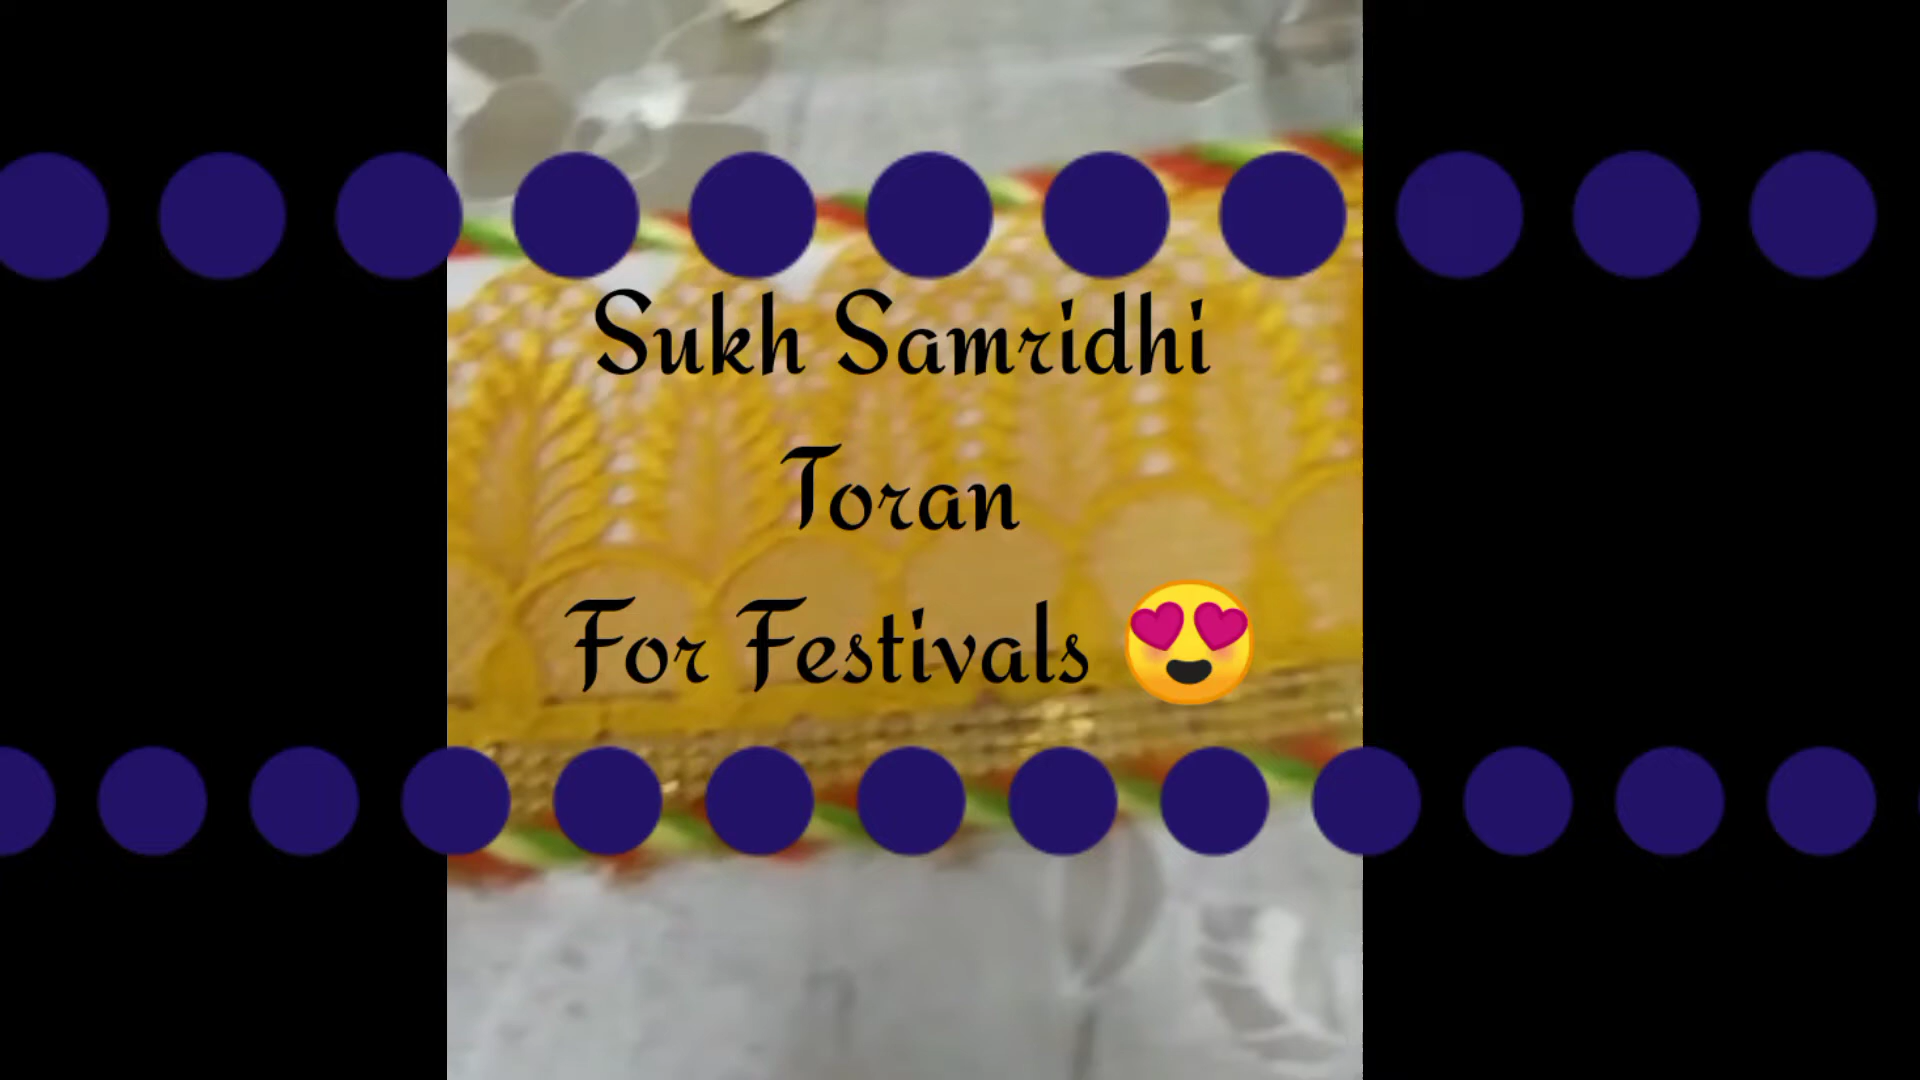 Sukh Samridhi
Toran
For Festivals 😍